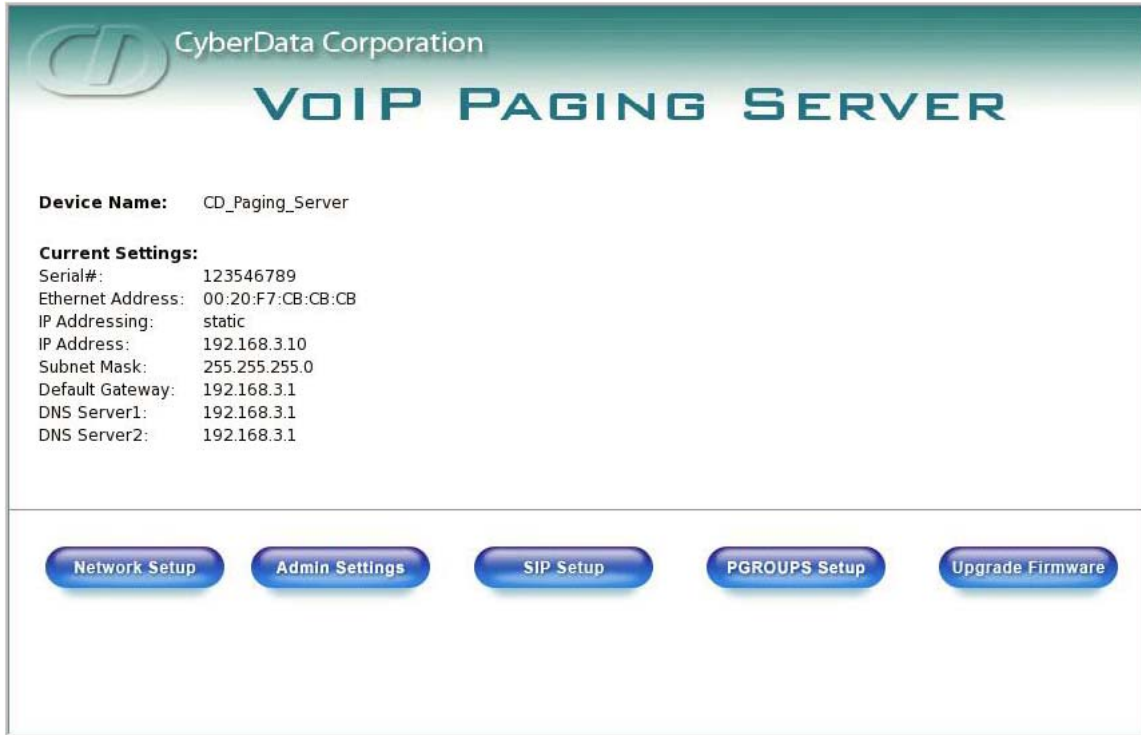 CD CyberData Corporation
VoIP Paging Server
Device Name: CD_Paging_Server
Current Settings:
Serial#: 123546789
Ethernet Address: 00:20:F7:CB:CB:CB
IP Addressing: static
IP Address: 192.168.3.10
Subnet Mask: 255.255.255.0
Default Gateway: 192.168.3.1
DNS Server1: 192.168.3.1
DNS Server2: 192.168.3.1
Network Setup Admin Settings SIP Setup PGROUPS Setup Upgrade Firmware